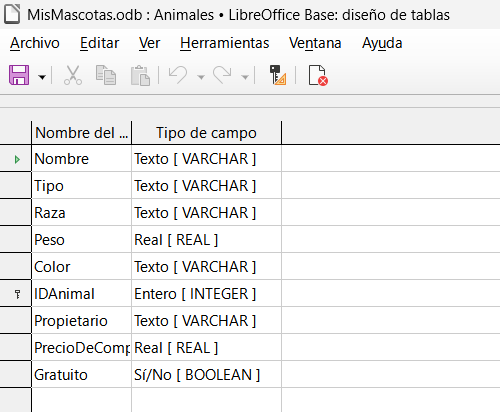 MisMascotas.odb : Animales • LibreOffice Base: diseño de tablas
Archivo Editar Ver Herramientas Ventana Ayuda
Nombre del ... Tipo de campo
Nombre Texto [ VARCHAR ]
Tipo Texto [ VARCHAR ]
Raza Texto [ VARCHAR ]
Peso Real [ REAL ]
Color Texto [ VARCHAR ]
IDAnimal Entero [ INTEGER ]
Propietario Texto [ VARCHAR ]
PrecioDeComp Real [ REAL ]
Gratuito Sí/No [ BOOLEAN ]